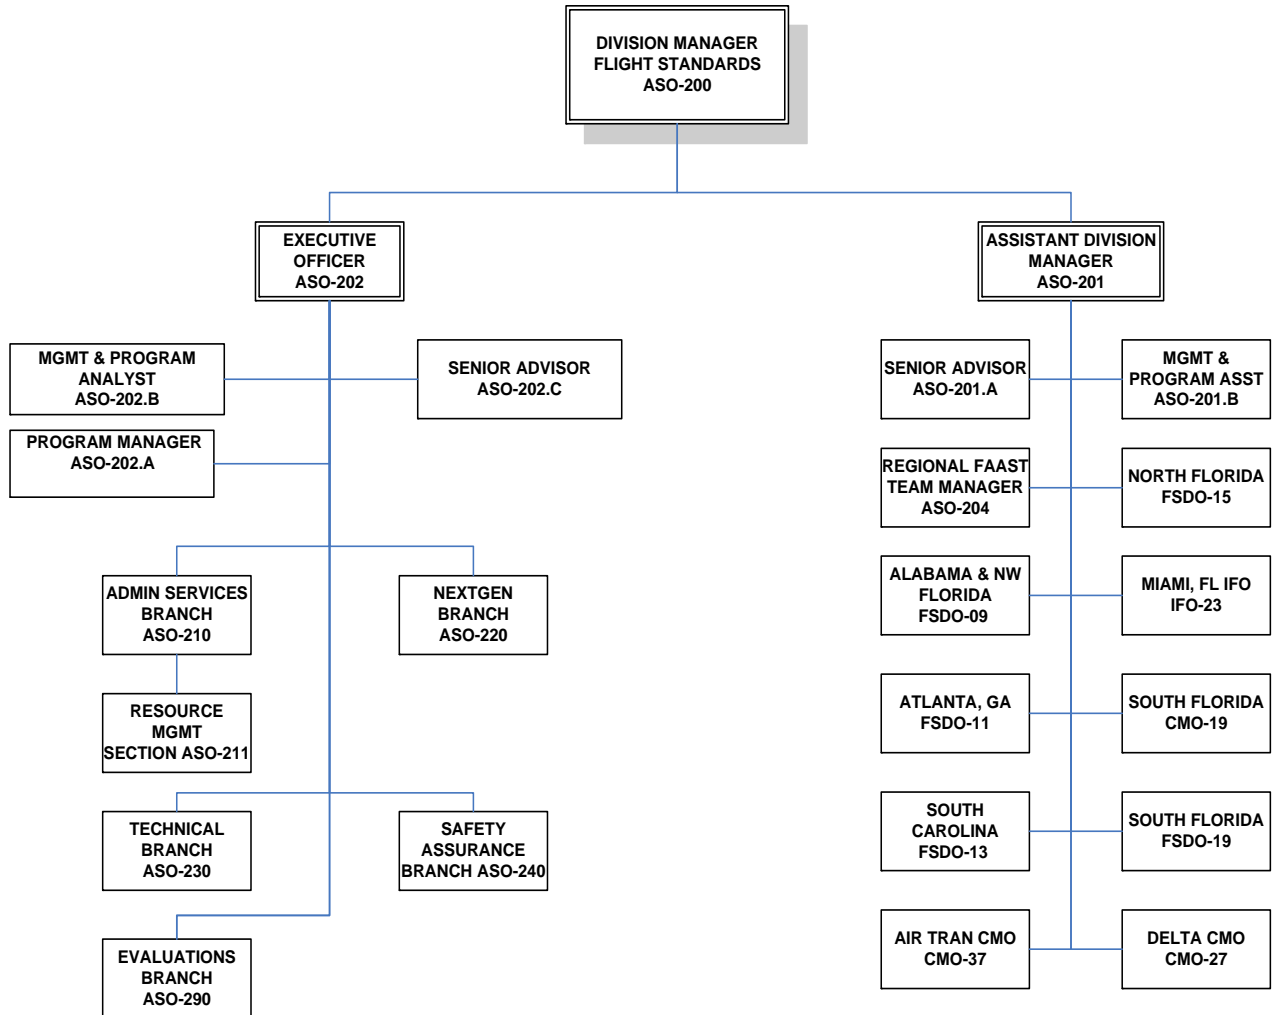 DIVISION MANAGER
FLIGHT STANDARDS
ASO-200
EXECUTIVE
OFFICER
ASO-202
ASSISTANT DIVISION
MANAGER
ASO-201
MGMT & PROGRAM
ANALYST
ASO-202.B
SENIOR ADVISOR
ASO-202.C
PROGRAM MANAGER
ASO-202.A
ADMIN SERVICES
BRANCH
ASO-210
NEXTGEN
BRANCH
ASO-220
RESOURCE
MGMT
SECTION ASO-211
TECHNICAL
BRANCH
ASO-230
SAFETY
ASSURANCE
BRANCH ASO-240
EVALUATIONS
BRANCH
ASO-290
SENIOR ADVISOR
ASO-201.A
MGMT &
PROGRAM ASST
ASO-201.B
REGIONAL FAAST
TEAM MANAGER
ASO-204
NORTH FLORIDA
FSDO-15
ALABAMA & NW
FLORIDA
FSDO-09
MIAMI, FL IFO
IFO-23
ATLANTA, GA
FSDO-11
SOUTH FLORIDA
CMO-19
SOUTH
CAROLINA
FSDO-13
SOUTH FLORIDA
FSDO-19
AIR TRAN CMO
CMO-37
DELTA CMO
CMO-27